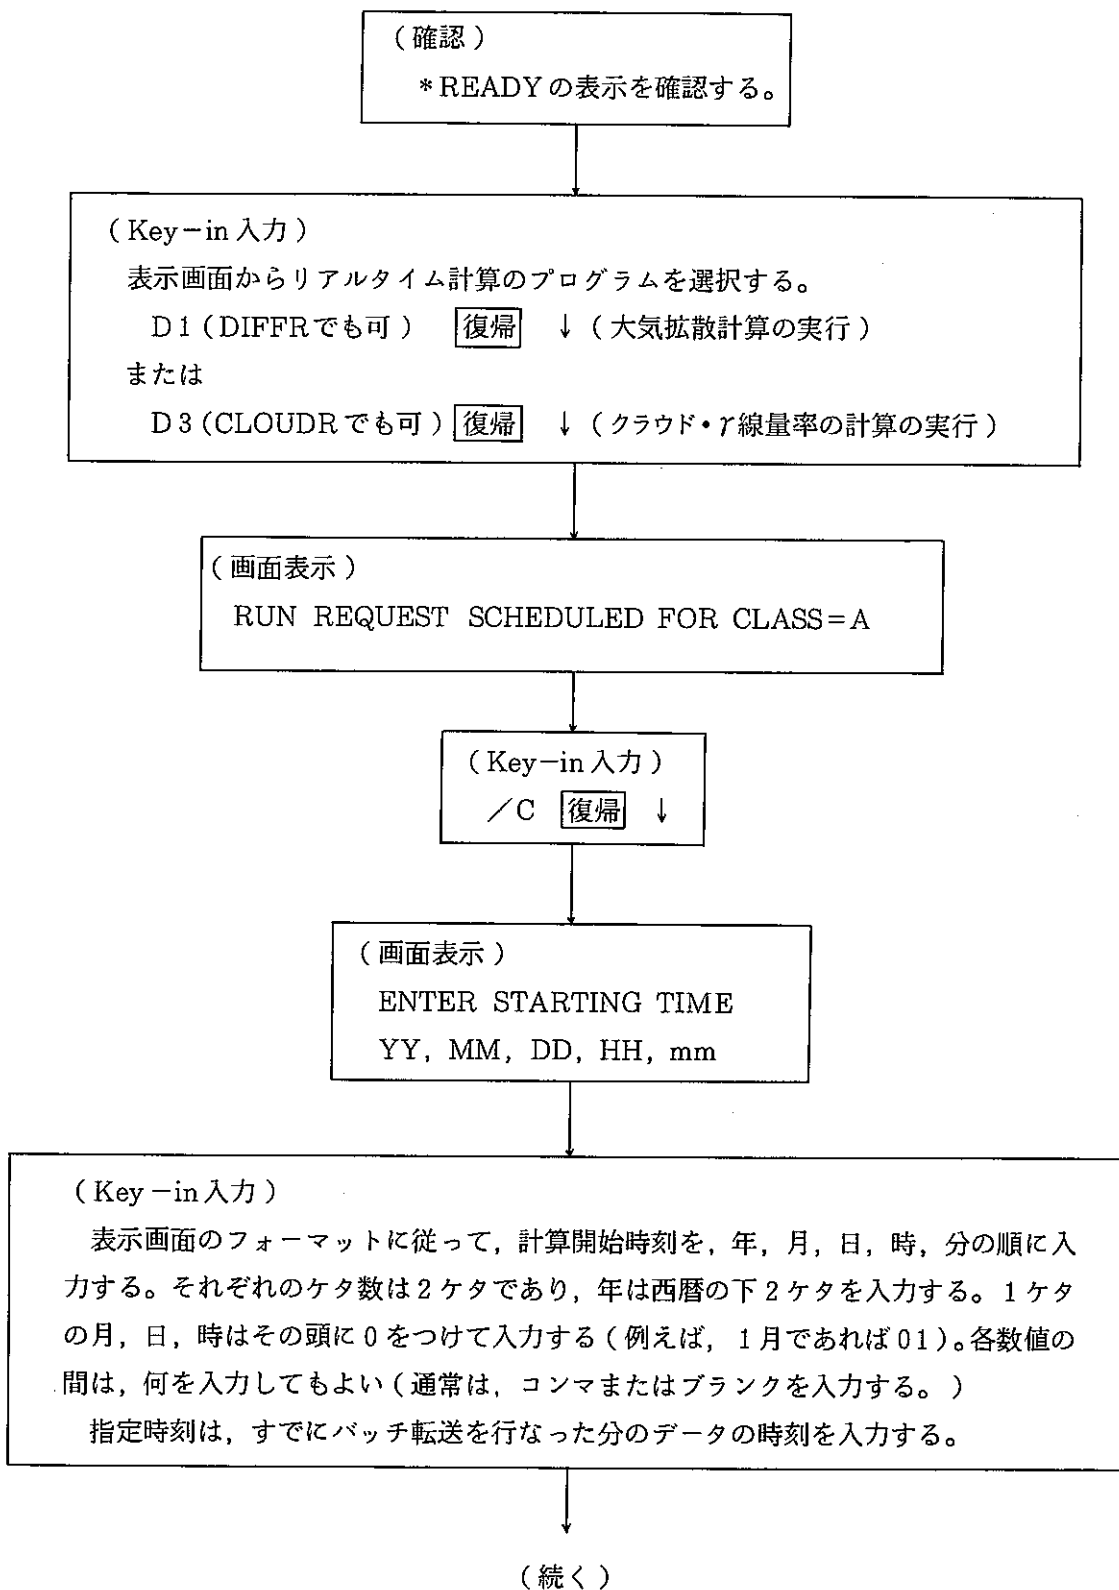 （確認）
＊READYの表示を確認する。
（Key－in入力）
表示画面からリアルタイム計算のプログラムを選択する。
D1（DIFFRでも可） 復帰 ↓（大気拡散計算の実行）
または
D3（CLOUDRでも可）復帰 ↓（クラウド・γ線量率の計算の実行）
（画面表示）
RUN REQUEST SCHEDULED FOR CLASS=A
（Key－in入力）
／C 復帰 ↓
（画面表示）
ENTER STARTING TIME
YY, MM, DD, HH, mm
（Key－in入力）
表示画面のフォーマットに従って，計算開始時刻を，年，月，日，時，分の順に入
力する。それぞれのケタ数は2ケタであり，年は西暦の下2ケタを入力する。1ケタ
の月，日，時はその頭に0をつけて入力する（例えば，1月であれば01）。各数値の
間は，何を入力してもよい（通常は，コンマまたはブランクを入力する。）
指定時刻は，すでにバッチ転送を行なった分のデータの時刻を入力する。
（続く）